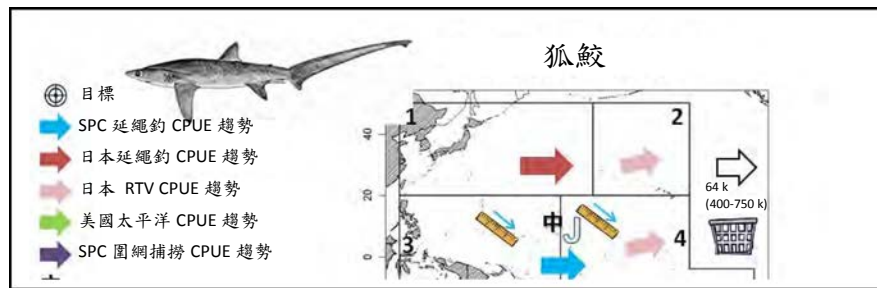 狐鮫
目標
SPC 延繩釣 CPUE 趨勢
日本延繩釣 CPUE 趨勢
日本 RTV CPUE 趨勢
美國太平洋 CPUE 趨勢
SPC 圍網捕撈 CPUE 趨勢
1
2
40
20
0
64 k
(400-750 k)
3
中
4